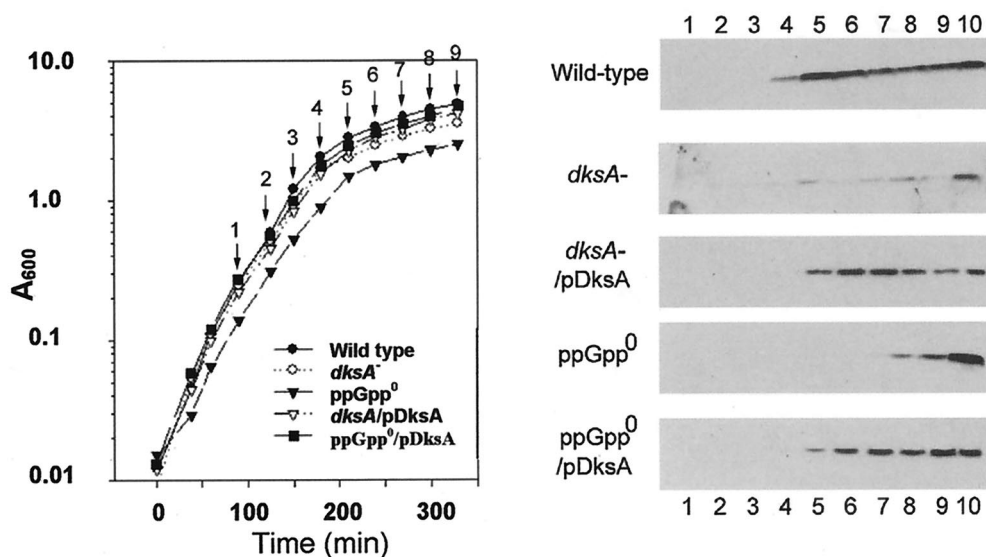 A600
10.0
1.0
0.1
0.01
1
2
3
4
5
6
7
8
9
Wild type
dksA-
ppGpp0
dksA/pDksA
ppGpp0/pDksA
0 100 200 300
Time (min)
1 2 3 4 5 6 7 8 9 10
Wild-type
dksA-
dksA-
/pDksA
ppGpp0
ppGpp0
/pDksA
1 2 3 4 5 6 7 8 9 10